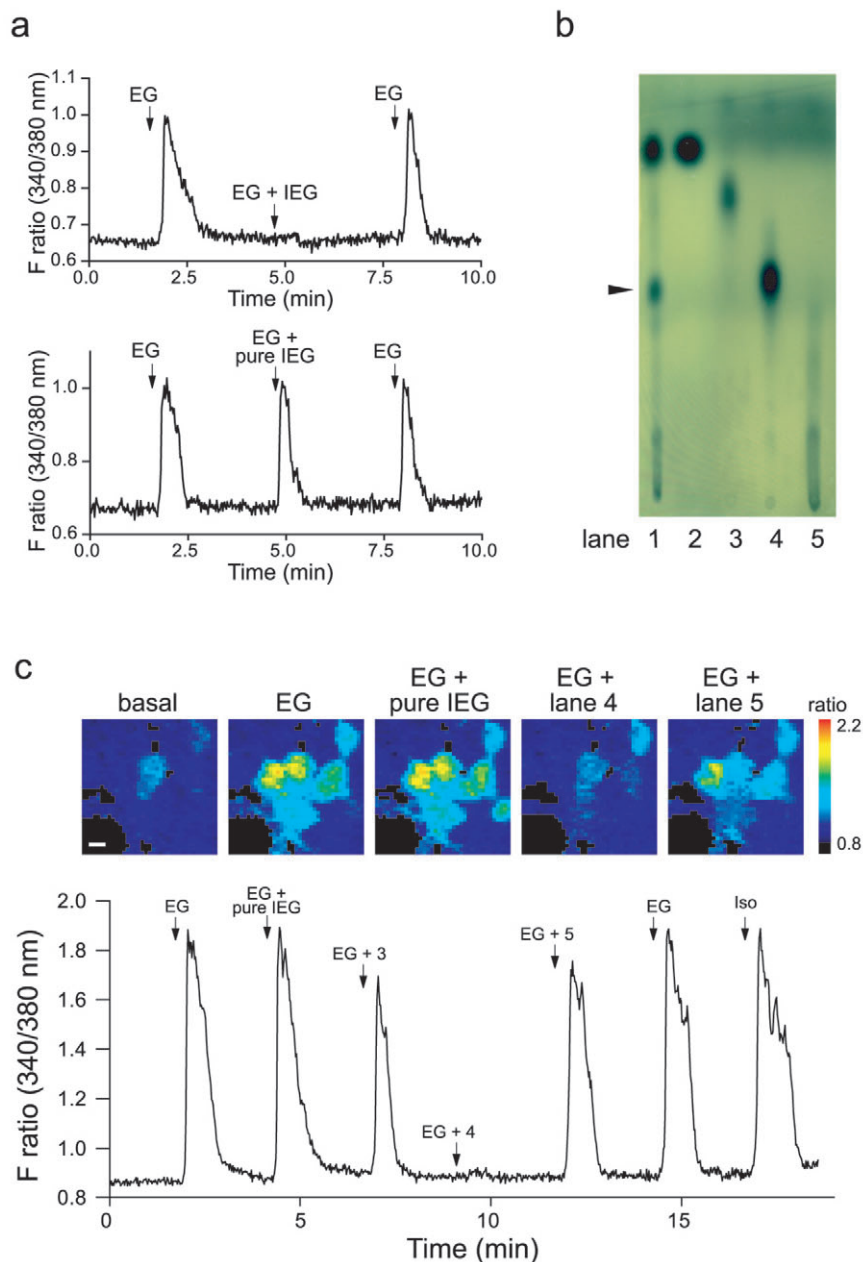 a
F ratio (340/380 nm)
1.1
1.0
0.9
0.8
0.7
0.6
EG
EG + IEG
EG
0.0 2.5 5.0 7.5 10.0
Time (min)
F ratio (340/380 nm)
1.0
0.8
0.6
EG
EG +
pure IEG
EG
0.0 2.5 5.0 7.5 10.0
Time (min)
b
lane 1 2 3 4 5
c
basal
EG
EG +
pure IEG
EG +
lane 4
EG +
lane 5
ratio
2.2
0.8
F ratio (340/380 nm)
2.0
1.8
1.6
1.4
1.2
1.0
0.8
EG
EG +
pure IEG
EG + 3
EG + 4
EG + 5
EG
Iso
0 5 10 15
Time (min)